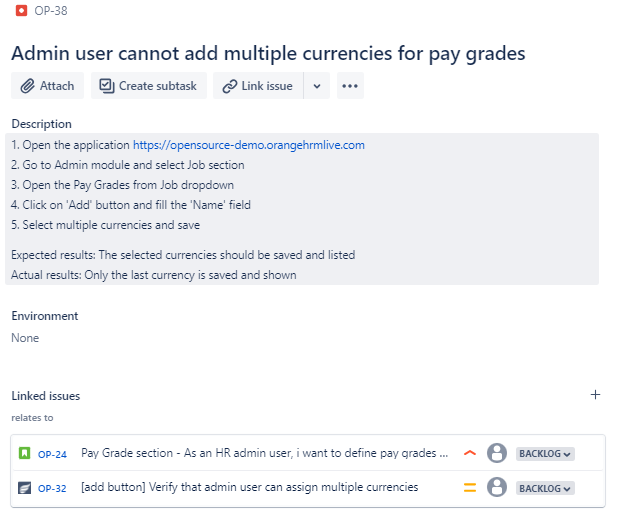 OP-38
Admin user cannot add multiple currencies for pay grades
Attach Create subtask Link issue
Description
1. Open the application https://opensource-demo.orangehrmlive.com
2. Go to Admin module and select Job section
3. Open the Pay Grades from Job dropdown
4. Click on 'Add' button and fill the 'Name' field
5. Select multiple currencies and save
Expected results: The selected currencies should be saved and listed
Actual results: Only the last currency is saved and shown
Environment
None
Linked issues
relates to
OP-24 Pay Grade section - As an HR admin user, i want to define pay grades ... BACKLOG
OP-32 [add button] Verify that admin user can assign multiple currencies BACKLOG